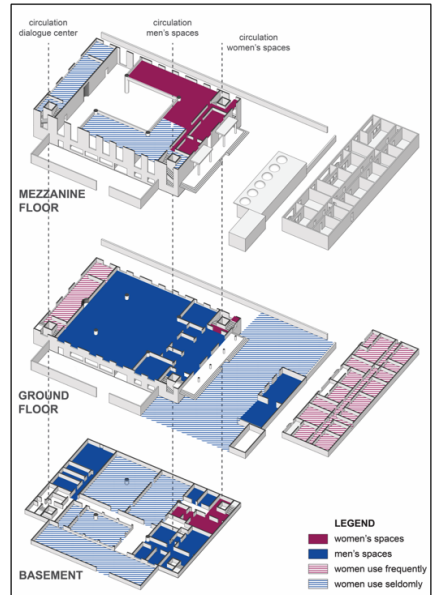 circulation
dialogue center
circulation
men's spaces
circulation
women's spaces
MEZZANINE
FLOOR
GROUND
FLOOR
BASEMENT
LEGEND
women's spaces
men's spaces
women use frequently
women use seldomly